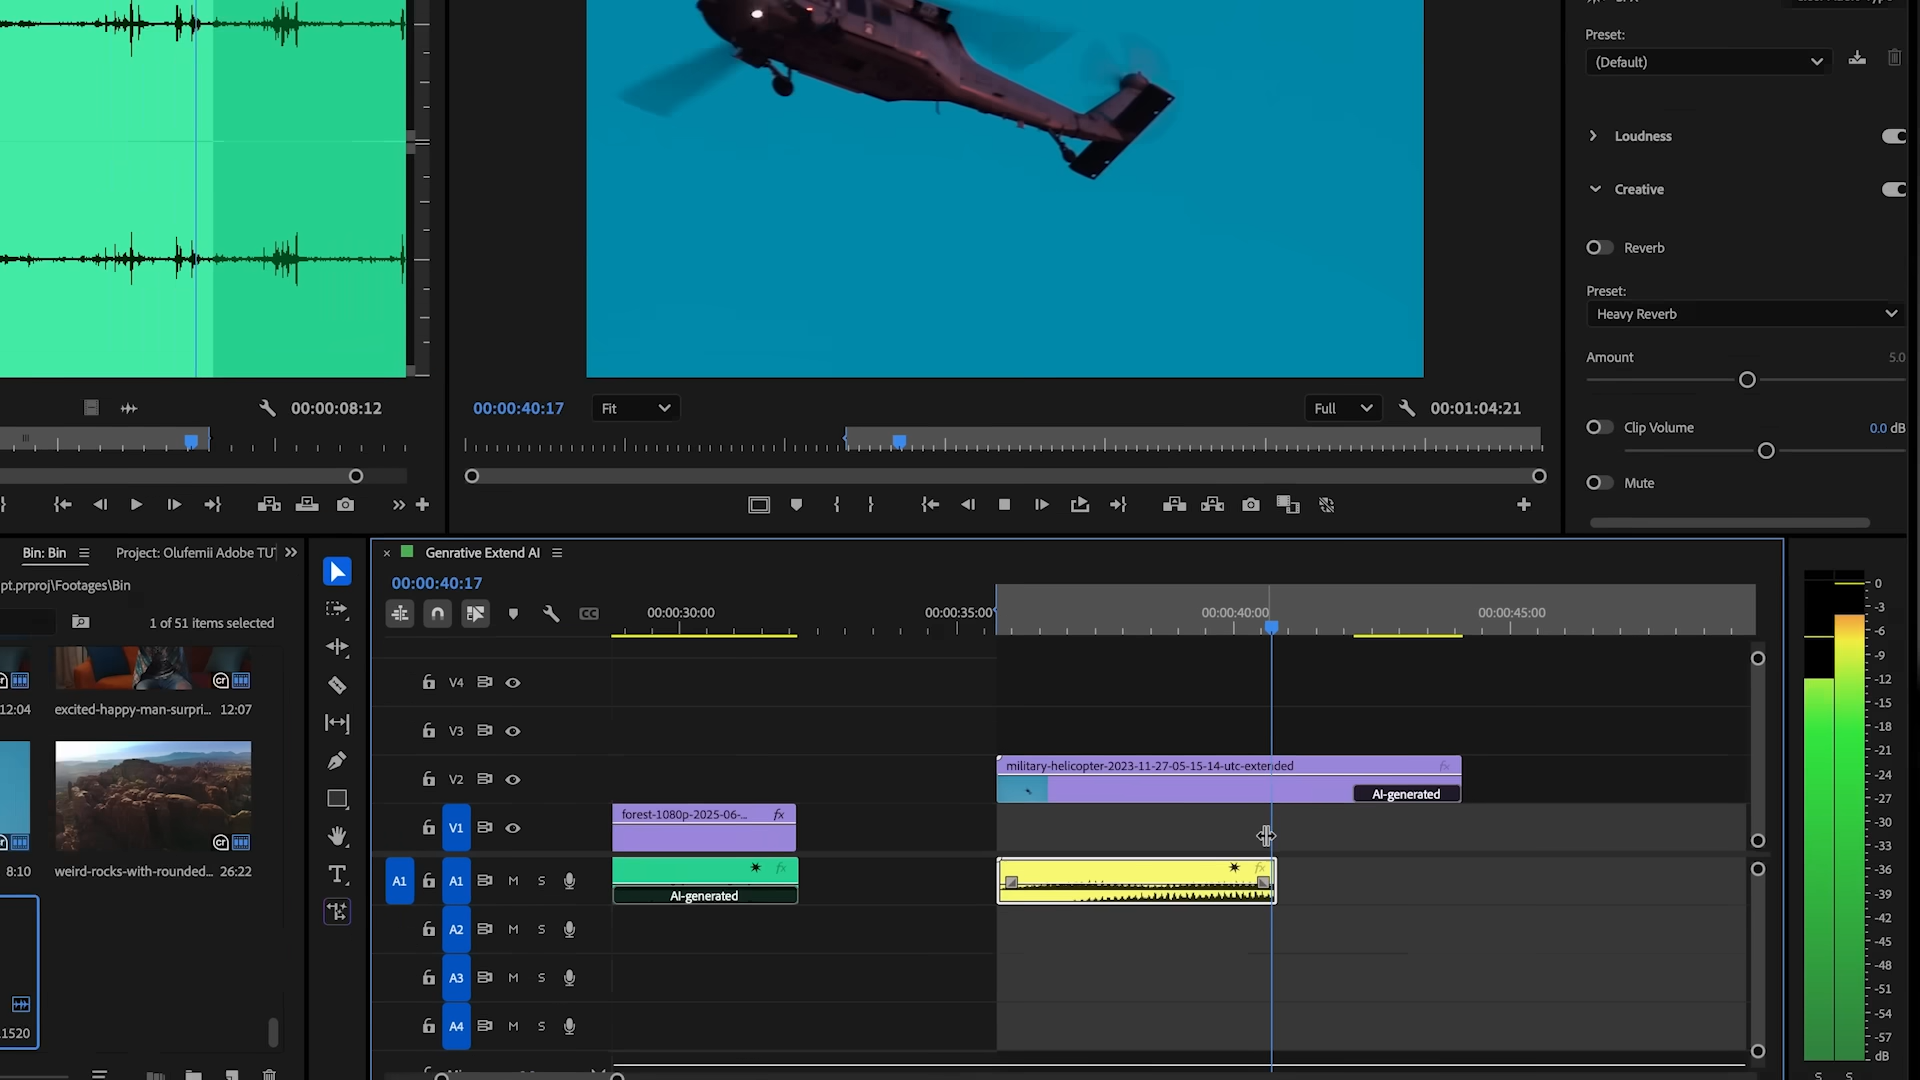 Preset:
(Default)
Loudness
Creative
Reverb
Preset:
Heavy Reverb
Amount
5.0
Clip Volume
0.0 dB
Mute
00:00:08:12
00:00:40:17
Fit
Full
00:01:04:21
Bin: Bin
Project: Olufemii Adobe TU
pt.prproj\Footages\Bin
1 of 51 items selected
12:04
excited-happy-man-surpri...
12:07
8:10
weird-rocks-with-rounded...
26:22
1520
Genrative Extend AI
00:00:40:17
CC
00:00:30:00
00:00:35:00
00:00:40:00
00:00:45:00
V4
V3
V2
military-helicopter-2023-11-27-05-15-14-utc-extended
fx
AI-generated
V1
forest-1080p-2025-06-...
fx
A1
A1
M
S
fx
AI-generated
fx
A2
M
S
A3
M
S
A4
M
S
0
-3
-6
-9
-12
-15
-18
-21
-24
-27
-30
-33
-36
-39
-42
-45
-48
-51
-54
-57
dB
S
S